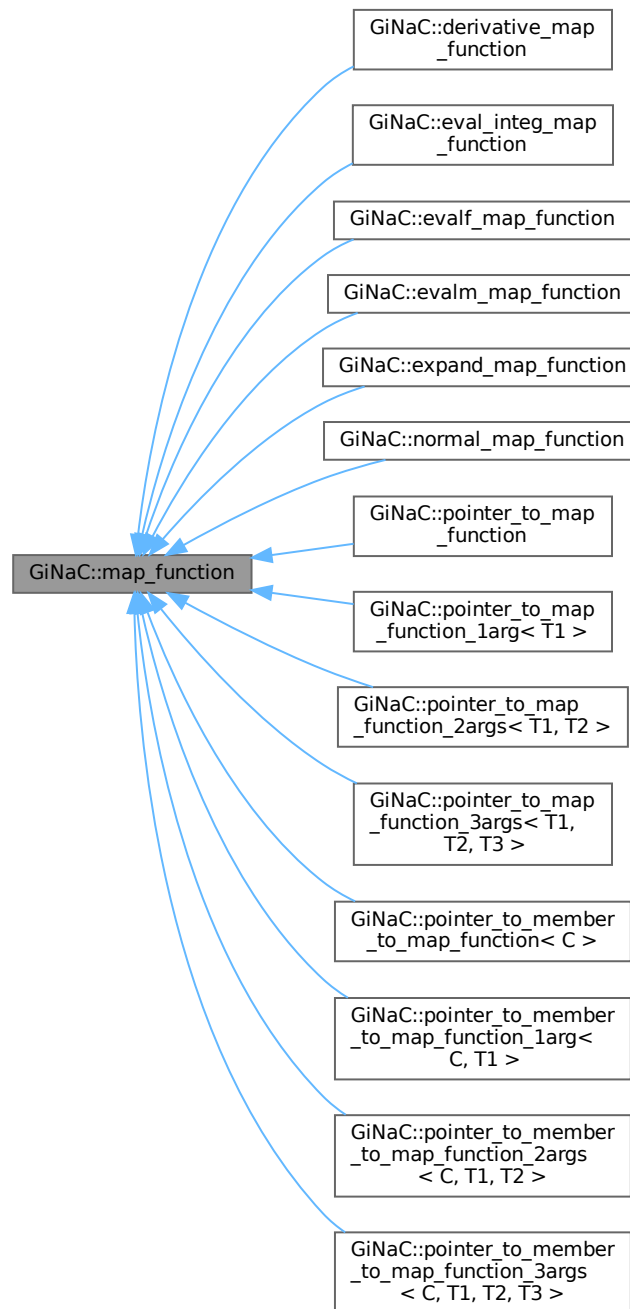 GiNaC::derivative_map
_function
GiNaC::eval_integ_map
_function
GiNaC::evalf_map_function
GiNaC::evalm_map_function
GiNaC::expand_map_function
GiNaC::normal_map_function
GiNaC::pointer_to_map
_function
GiNaC::map_function
GiNaC::pointer_to_map
_function_1arg< T1 >
GiNaC::pointer_to_map
_function_2args< T1, T2 >
GiNaC::pointer_to_map
_function_3args< T1,
T2, T3 >
GiNaC::pointer_to_member
_to_map_function< C >
GiNaC::pointer_to_member
_to_map_function_1arg<
C, T1 >
GiNaC::pointer_to_member
_to_map_function_2args
< C, T1, T2 >
GiNaC::pointer_to_member
_to_map_function_3args
< C, T1, T2, T3 >